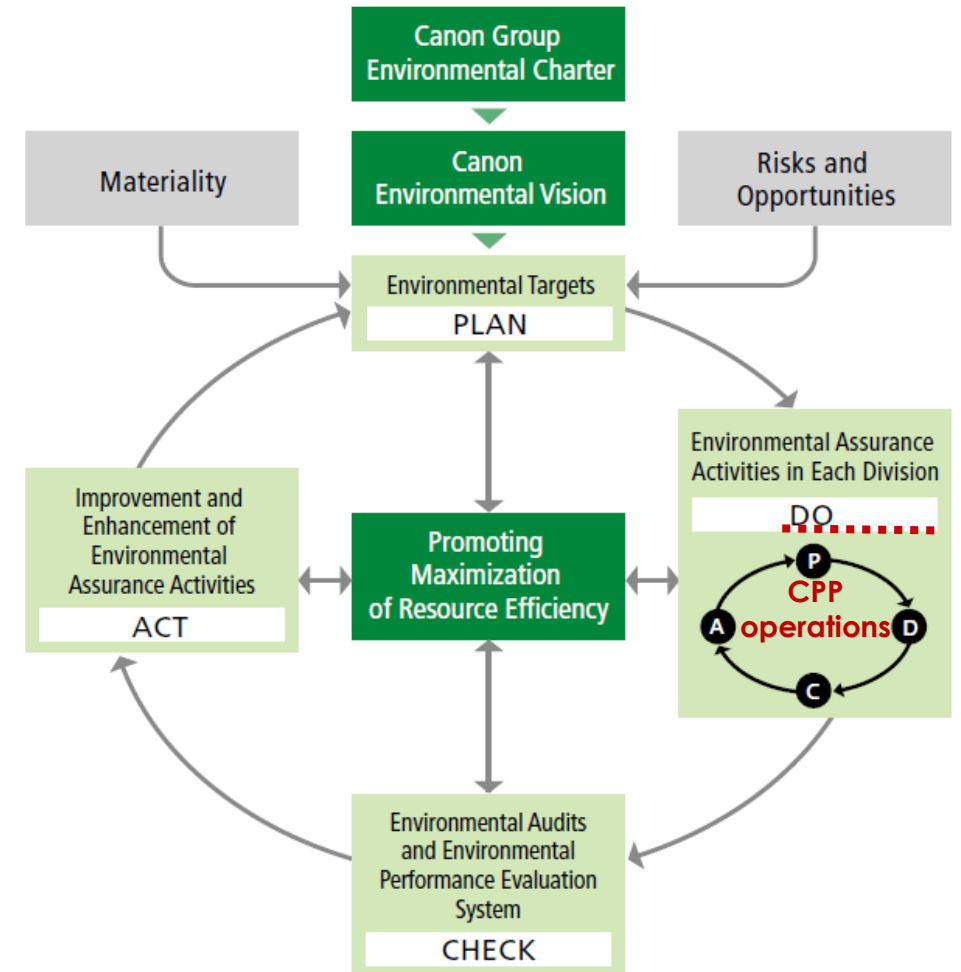 Canon Group
Environmental Charter
Materiality
Canon
Environmental Vision
Risks and
Opportunities
Environmental Targets
PLAN
Environmental Assurance
Activities in Each Division
DO
P
CPP
A operations D
C
Improvement and
Enhancement of
Environmental
Assurance Activities
ACT
Promoting
Maximization
of Resource Efficiency
Environmental Audits
and Environmental
Performance Evaluation
System
CHECK